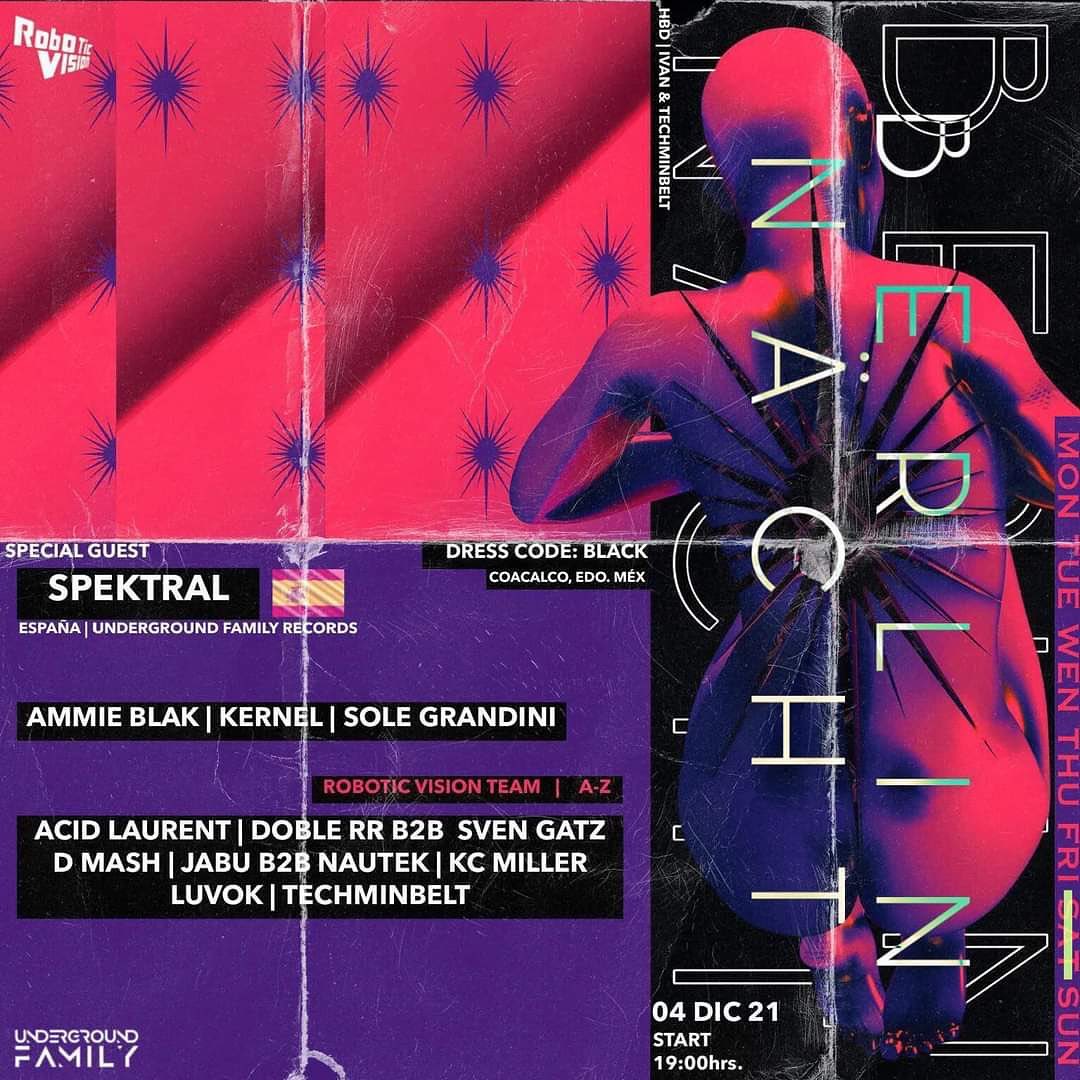 ROBOTIC
VISION
HBD | IVAN & TECHMINBELT
BERLIN
NÄCHT
BERLIN
NÄCHT
MON TUE WEN THU FRI SAT SUN
SPECIAL GUEST
SPEKTRAL
ESPAÑA | UNDERGROUND FAMILY RECORDS
DRESS CODE: BLACK
COACALCO, EDO. MÉX
AMMIE BLAK | KERNEL | SOLE GRANDINI
ROBOTIC VISION TEAM | A-Z
ACID LAURENT | DOBLE RR B2B SVEN GATZ
D MASH | JABU B2B NAUTEK | KC MILLER
LUVOK | TECHMINBELT
04 DIC 21
START
19:00hrs.
UNDERGROUND
FAMILY